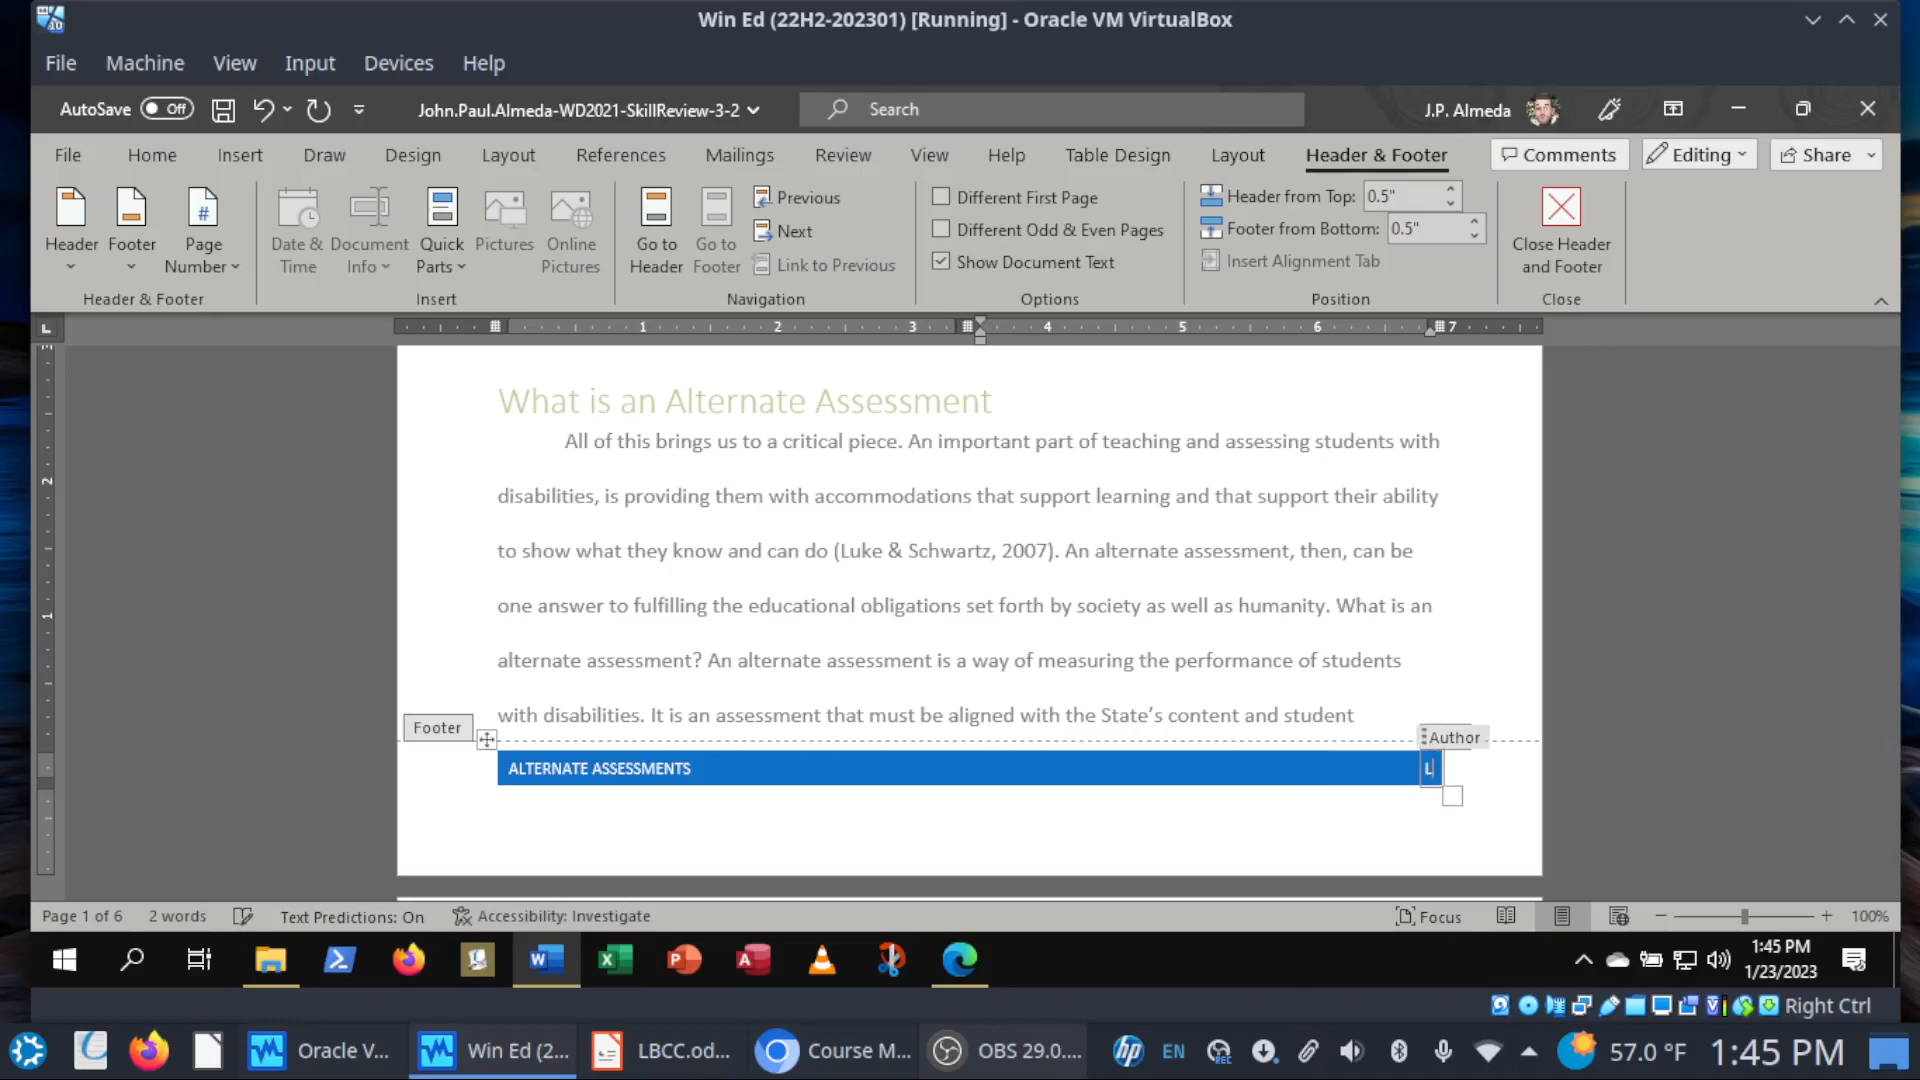 Win Ed (22H2-202301) [Running] - Oracle VM VirtualBox
File Machine View Input Devices Help
AutoSave Off John.Paul.Almeda-WD2021-SkillReview-3-2 Search J.P. Almeda
File Home Insert Draw Design Layout References Mailings Review View Help Table Design Layout Header & Footer Comments Editing Share
Header Footer Page Number Date & Time Document Info Quick Parts Pictures Online Pictures Go to Header Go to Footer Previous Next Link to Previous
Different First Page
Different Odd & Even Pages
Show Document Text
Header from Top: 0.5"
Footer from Bottom: 0.5"
Insert Alignment Tab
Close Header and Footer
Header & Footer Insert Navigation Options Position Close
1 2 3 4 5 6 7
2
1
What is an Alternate Assessment
All of this brings us to a critical piece. An important part of teaching and assessing students with
disabilities, is providing them with accommodations that support learning and that support their ability
to show what they know and can do (Luke & Schwartz, 2007). An alternate assessment, then, can be
one answer to fulfilling the educational obligations set forth by society as well as humanity. What is an
alternate assessment? An alternate assessment is a way of measuring the performance of students
with disabilities. It is an assessment that must be aligned with the State’s content and student
Footer
Author
ALTERNATE ASSESSMENTS L
Page 1 of 6 2 words Text Predictions: On Accessibility: Investigate Focus 100%
1:45 PM
1/23/2023
Right Ctrl
Oracle V... Win Ed (2... LBCC.od... Course M... OBS 29.0.... hp EN REC 57.0 °F 1:45 PM